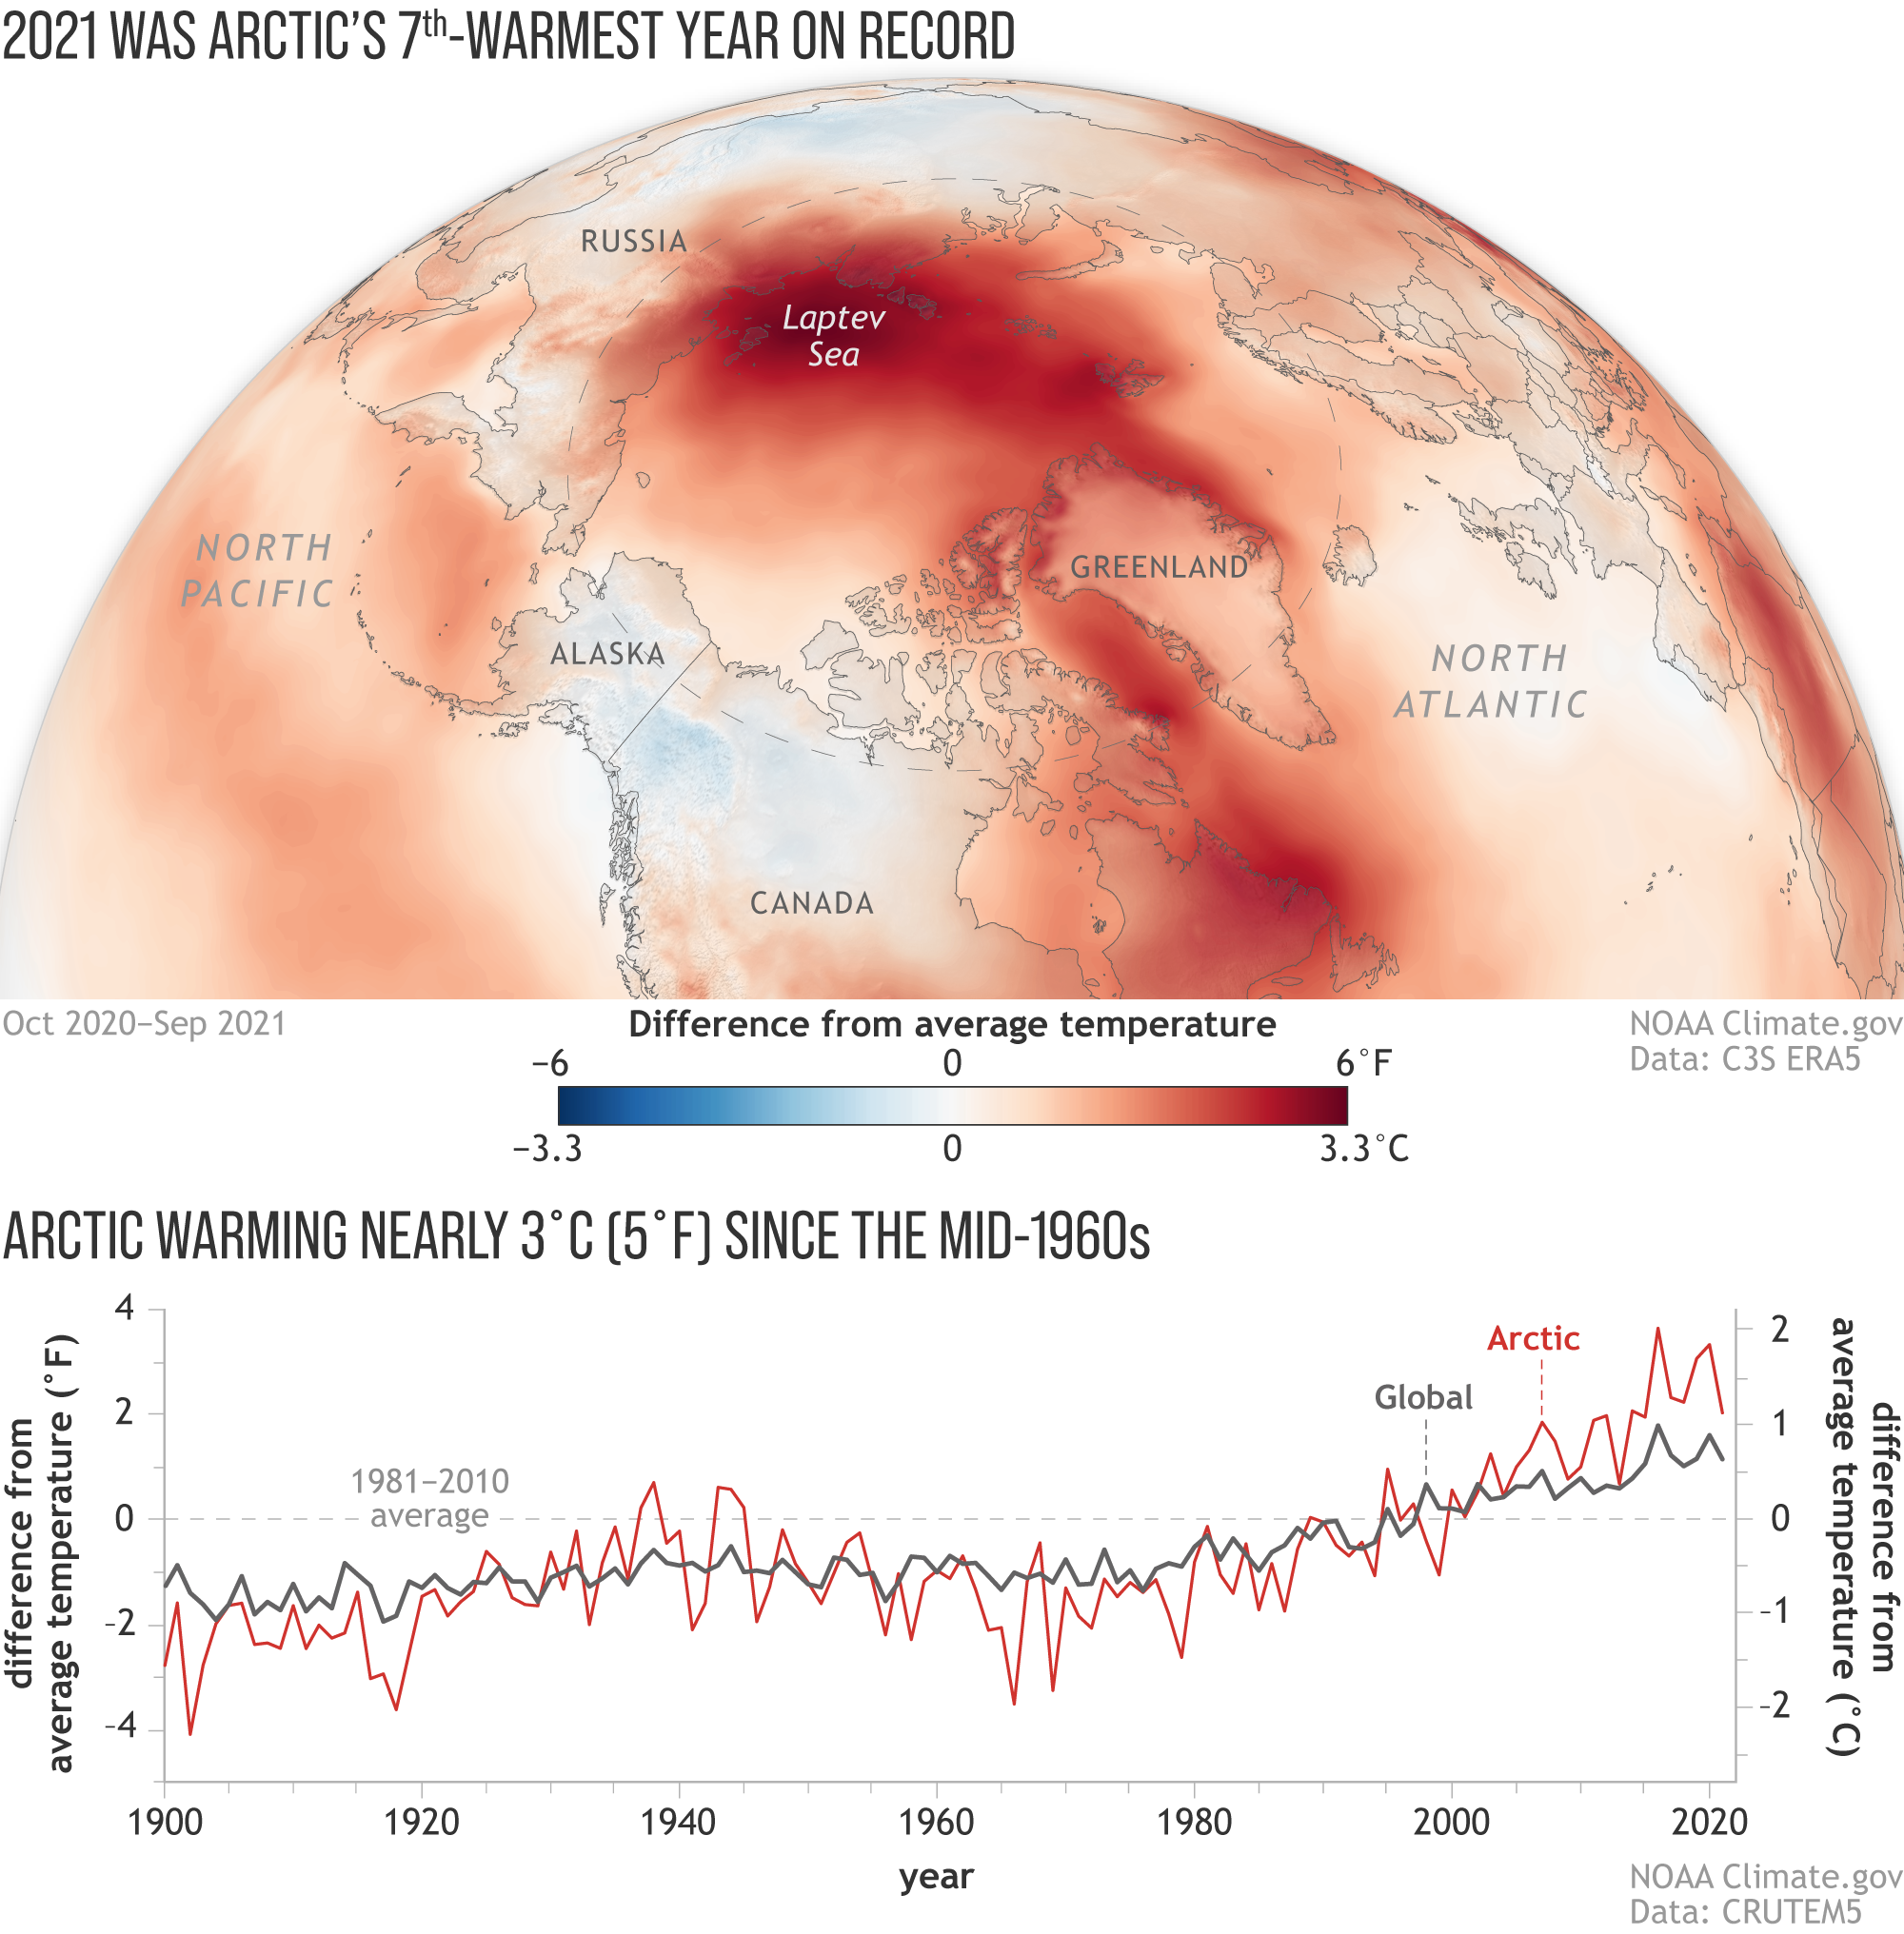 2021 WAS ARCTIC'S 7th-WARMEST YEAR ON RECORD
RUSSIA
Laptev
Sea
NORTH
PACIFIC
GREENLAND
ALASKA
NORTH
ATLANTIC
CANADA
Oct 2020–Sep 2021
Difference from average temperature
NOAA Climate.gov
Data: C3S ERA5
−6 0 6°F
−3.3 0 3.3°C
ARCTIC WARMING NEARLY 3°C (5°F) SINCE THE MID-1960s
difference from
average temperature (°F)
4
2
0
-2
-4
1981–2010
average
Arctic
Global
2
1
0
-1
-2
difference from
average temperature (°C)
1900 1920 1940 1960 1980 2000 2020
year
NOAA Climate.gov
Data: CRUTEM5